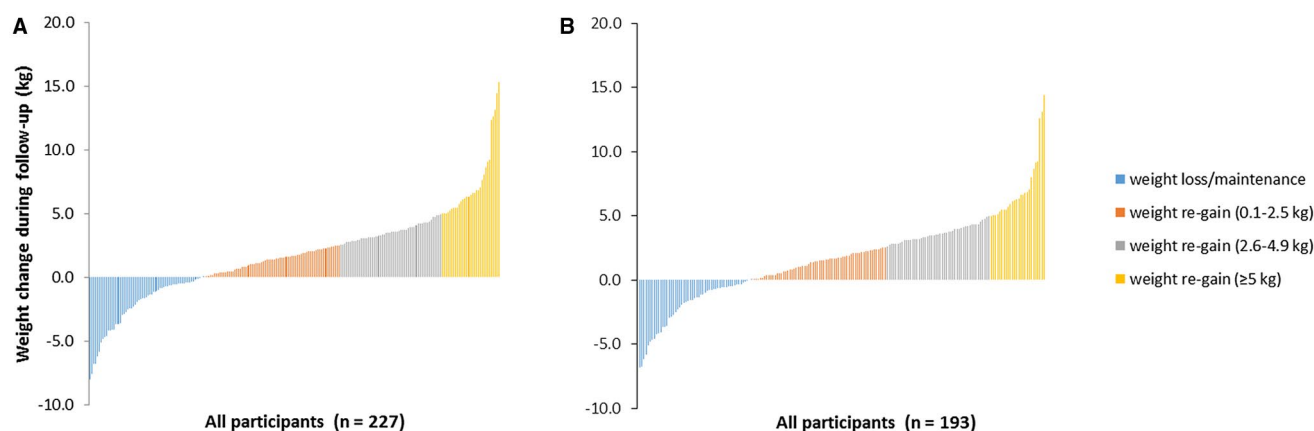 A
Weight change during follow-up (kg)
20.0
15.0
10.0
5.0
0.0
-5.0
-10.0
All participants (n = 227)
B
20.0
15.0
10.0
5.0
0.0
-5.0
-10.0
All participants (n = 193)
weight loss/maintenance
weight re-gain (0.1-2.5 kg)
weight re-gain (2.6-4.9 kg)
weight re-gain (≥5 kg)